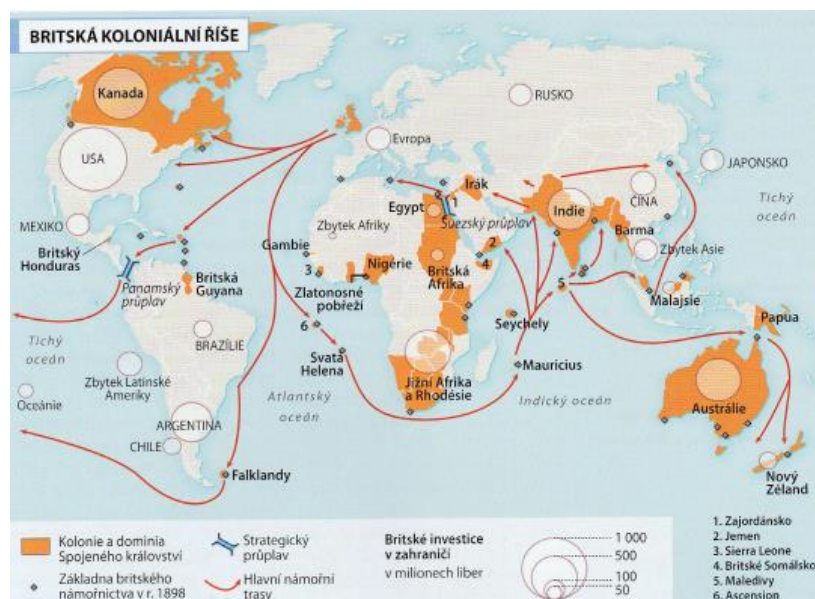 BRITSKÁ KOLONIÁLNÍ ŘÍŠE
Kanada
RUSKO
Evropa
USA
JAPONSKO
Irák
ČÍNA
Tichý
oceán
Egypt
1
Suezský průplav
Indie
MEXIKO
Zbytek Afriky
Barma
Britský
Honduras
Gambie
2
Zbytek Asie
3
Nigérie
Britská
Afrika
4
5
Panamský
průplav
Britská
Guyana
Zlatonosné
pobřeží
Malajsie
Seychely
Papua
6
Tichý
oceán
BRAZÍLIE
Svatá
Helena
Mauricius
Zbytek Latinské
Ameriky
Jižní Afrika
a Rhodésie
Oceánie
Atlantský
oceán
Indický oceán
Austrálie
ARGENTINA
CHILE
Falklandy
Nový
Zéland
Kolonie a dominia
Spojeného království
Základna britského
námořnictva v r. 1898
Strategický
průplav
Hlavní námořní
trasy
Britské investice
v zahraničí
v milionech liber
1 000
500
100
50
1. Zajordánsko
2. Jemen
3. Sierra Leone
4. Britské Somálsko
5. Maledivy
6. Ascension